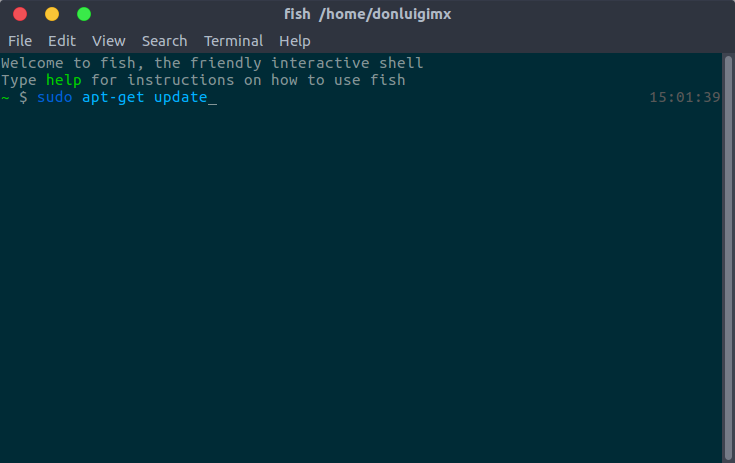 fish /home/donluigimx
File Edit View Search Terminal Help
Welcome to fish, the friendly interactive shell
Type help for instructions on how to use fish
~ $ sudo apt-get update_ 15:01:39